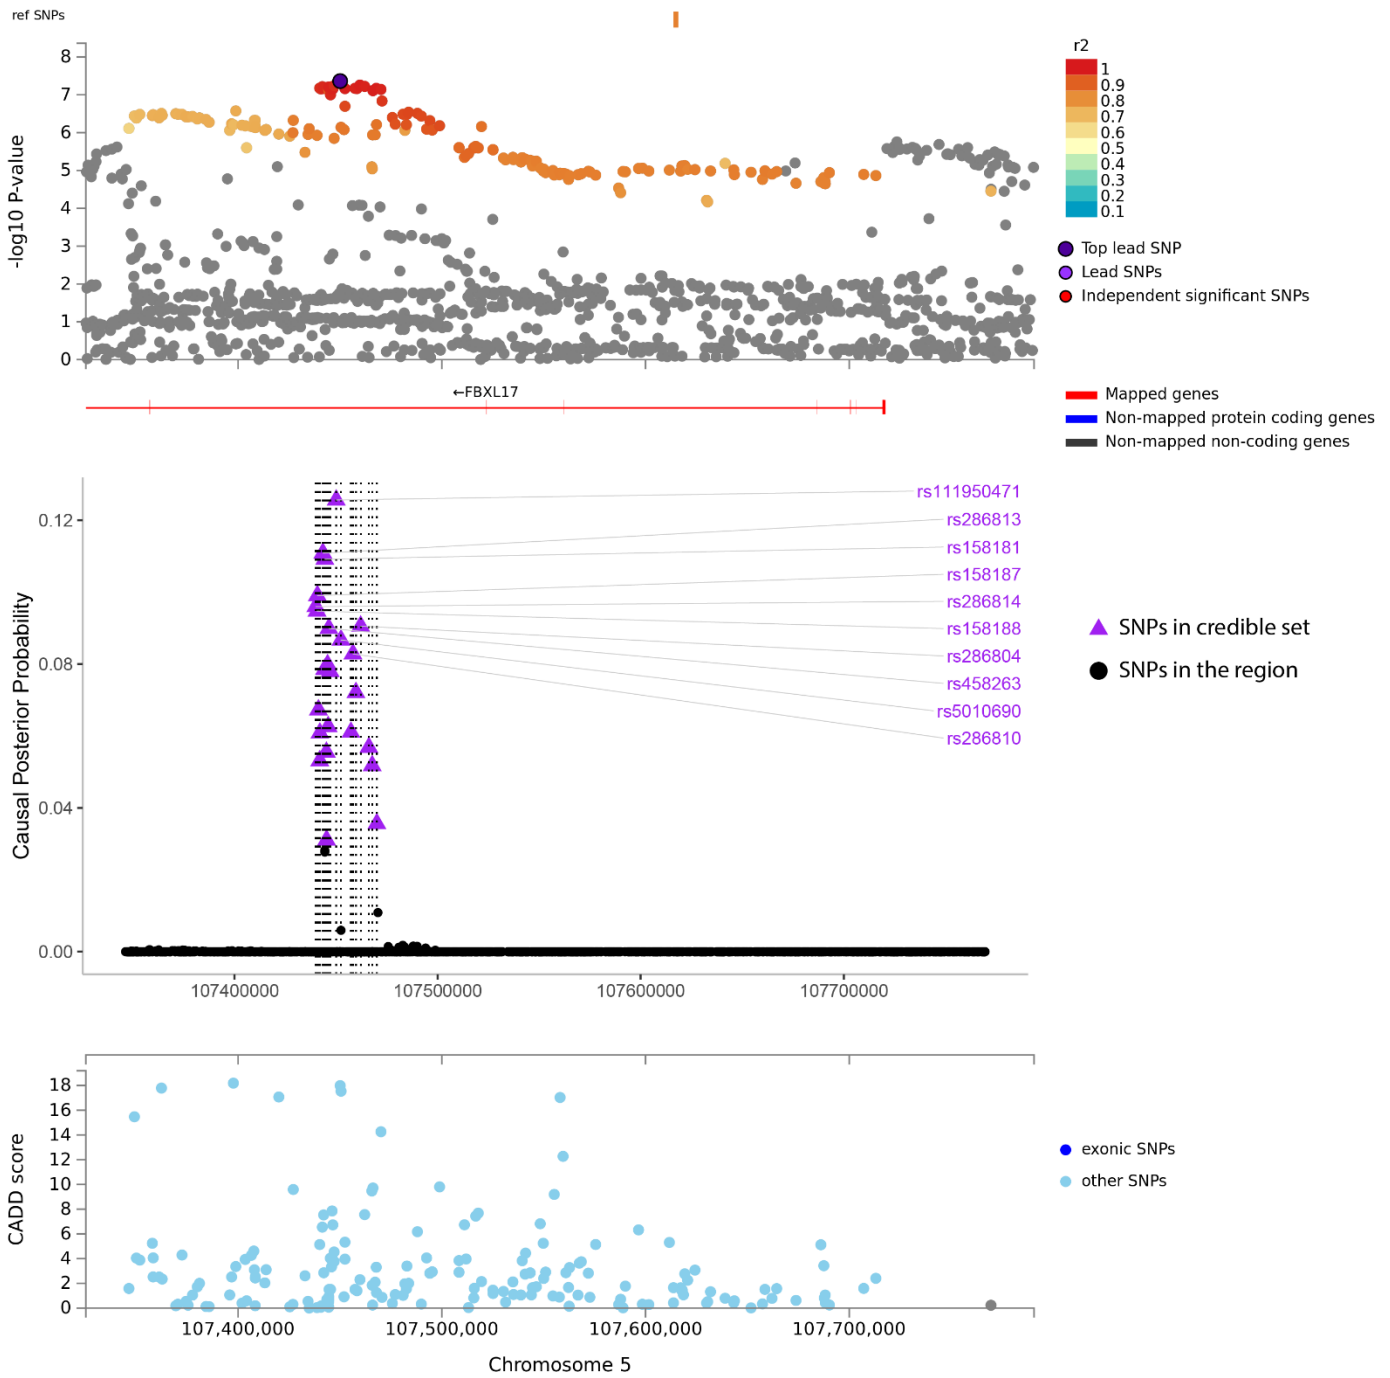 ref SNPs
8
7
6
5
4
3
2
1
0
-log10 P-value
r2
1
0.9
0.8
0.7
0.6
0.5
0.4
0.3
0.2
0.1
Top lead SNP
Lead SNPs
Independent significant SNPs
←FBXL17
Mapped genes
Non-mapped protein coding genes
Non-mapped non-coding genes
0.12
0.08
0.04
0.00
Causal Posterior Probability
rs111950471
rs286813
rs158181
rs158187
rs286814
rs158188
rs286804
rs458263
rs5010690
rs286810
SNPs in credible set
SNPs in the region
107400000 107500000 107600000 107700000
18
16
14
12
10
8
6
4
2
0
CADD score
exonic SNPs
other SNPs
107,400,000 107,500,000 107,600,000 107,700,000
Chromosome 5